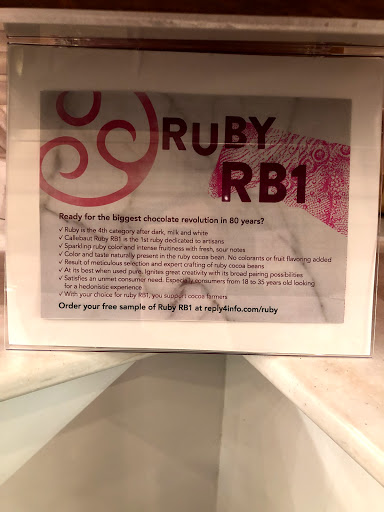 RUBY
RB1
Ready for the biggest chocolate revolution in 80 years?
✓ Ruby is the 4th category after dark, milk and white
✓ Callebaut Ruby RB1 is the 1st ruby dedicated to artisans
✓ Sparkling ruby color and intense fruitiness with fresh, sour notes
✓ Color and taste naturally present in the ruby cocoa bean. No colorants or fruit flavoring added
✓ Result of meticulous selection and expert crafting of ruby cocoa beans
✓ At its best when used pure. Ignites great creativity with its broad pairing possibilities
✓ Satisfies an unmet consumer need. Especially consumers from 18 to 35 years old looking
for a hedonistic experience
✓ With your choice for ruby RB1, you support cocoa farmers
Order your free sample of Ruby RB1 at reply4info.com/ruby